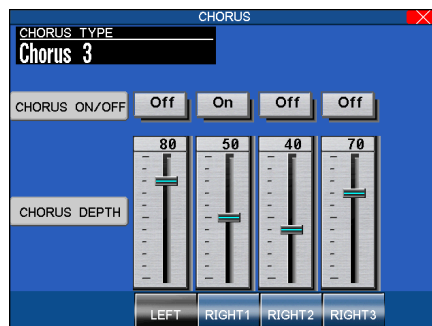 CHORUS
CHORUS TYPE
Chorus 3
CHORUS ON/OFF Off On Off Off
80 50 40 70
CHORUS DEPTH
LEFT RIGHT1 RIGHT2 RIGHT3